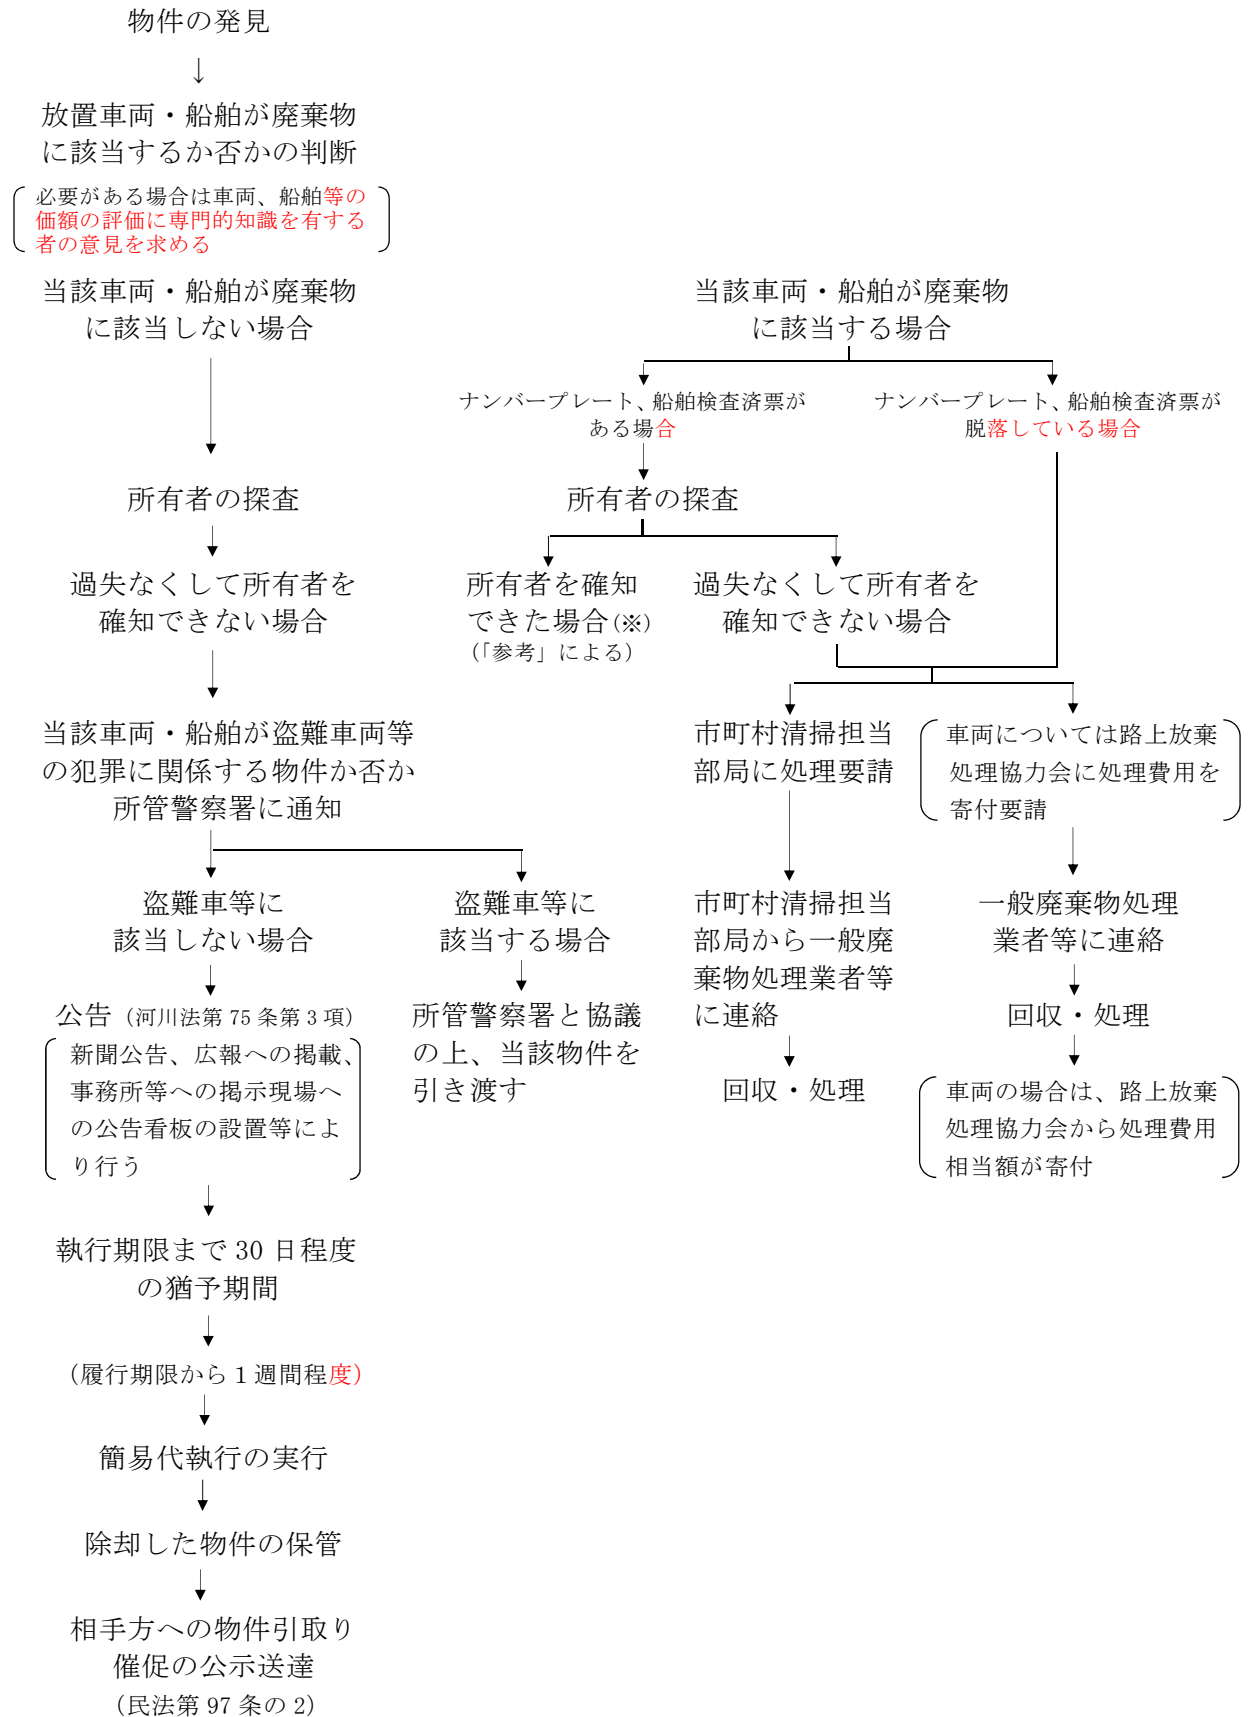 物件の発見
↓
放置車両・船舶が廃棄物
に該当するか否かの判断
必要がある場合は車両、船舶等の
価額の評価に専門的知識を有する
者の意見を求める
当該車両・船舶が廃棄物
に該当しない場合
所有者の探査
過失なくして所有者を
確知できない場合
当該車両・船舶が盗難車両等
の犯罪に関係する物件か否か
所管警察署に通知
盗難車等に
該当しない場合
公告（河川法第 75 条第 3 項）
新聞公告、広報への掲載、
事務所等への掲示現場へ
の公告看板の設置等によ
り行う
執行期限まで 30 日程度
の猶予期間
（履行期限から１週間程度）
簡易代執行の実行
除却した物件の保管
相手方への物件引取り
催促の公示送達
（民法第 97 条の 2）
盗難車等に
該当する場合
所管警察署と協議
の上、当該物件を
引き渡す
当該車両・船舶が廃棄物
に該当する場合
ナンバープレート、船舶検査済票が
ある場合
所有者の探査
所有者を確知
できた場合(※)
（「参考」による）
過失なくして所有者を
確知できない場合
ナンバープレート、船舶検査済票が
脱落している場合
市町村清掃担当
部局に処理要請
市町村清掃担当
部局から一般廃
棄物処理業者等
に連絡
回収・処理
車両については路上放棄
処理協力会に処理費用を
寄付要請
一般廃棄物処理
業者等に連絡
回収・処理
車両の場合は、路上放棄
処理協力会から処理費用
相当額が寄付